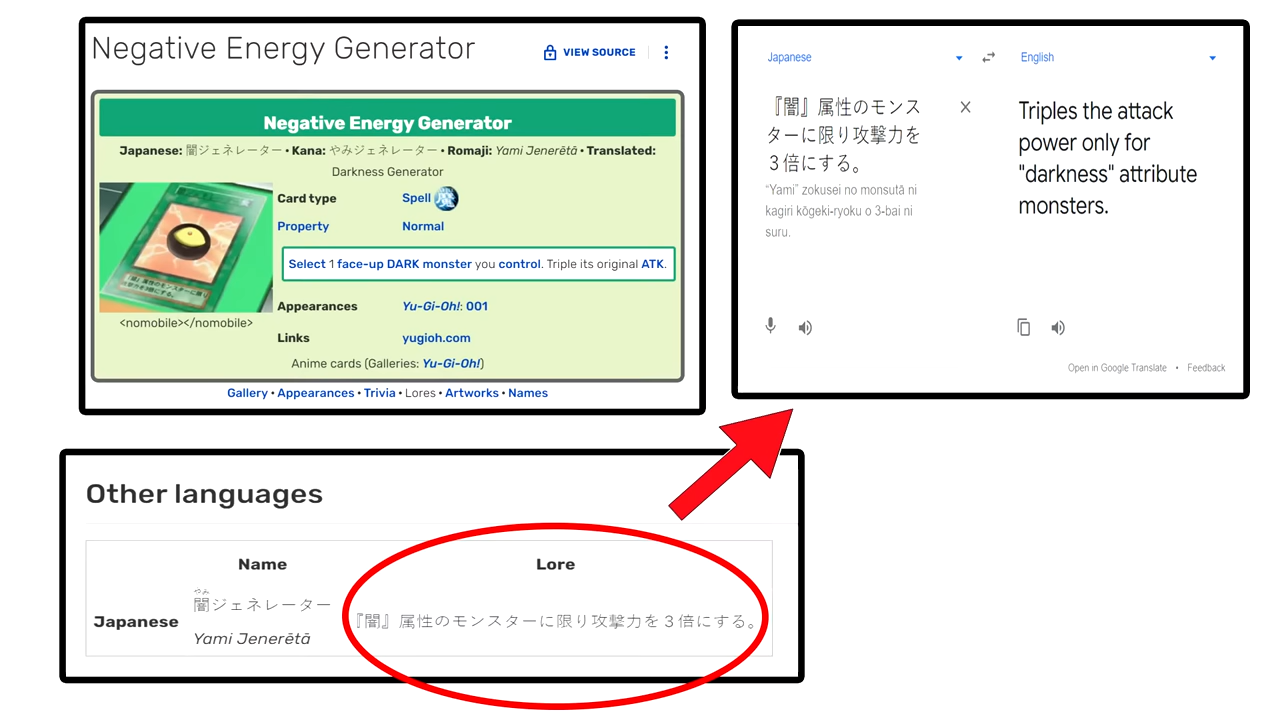 Negative Energy Generator
VIEW SOURCE
Negative Energy Generator
Japanese: 闇ジェネレーター • Kana: やみジェネレーター • Romaji: Yami Jenerētā • Translated:
Darkness Generator
Card type
Spell
魔
Property
Normal
Select 1 face-up DARK monster you control. Triple its original ATK.
Appearances
Yu-Gi-Oh!: 001
<nomobile></nomobile>
Links
yugioh.com
Anime cards (Galleries: Yu-Gi-Oh!)
Gallery • Appearances • Trivia • Lores • Artworks • Names
Japanese
English
『闇』属性のモンス
ターに限り攻撃力を
３倍にする。
"Yami" zokusei no monsutā ni
kagiri kōgeki-ryoku o 3-bai ni
suru.
Triples the attack
power only for
"darkness" attribute
monsters.
Open in Google Translate • Feedback
Other languages
Name
Lore
Japanese
やみ
闇ジェネレーター
Yami Jenerētā
『闇』属性のモンスターに限り攻撃力を３倍にする。